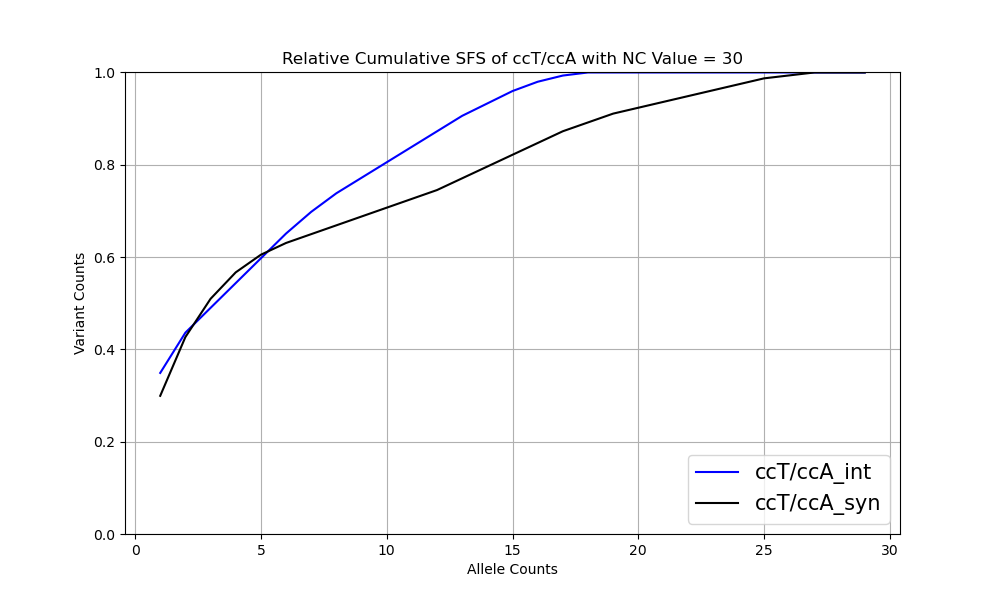 Relative Cumulative SFS of ccT/ccA with NC Value = 30
1.0
0.8
0.6
0.4
0.2
0.0
Variant Counts
ccT/ccA_int
ccT/ccA_syn
0 5 10 15 20 25 30
Allele Counts